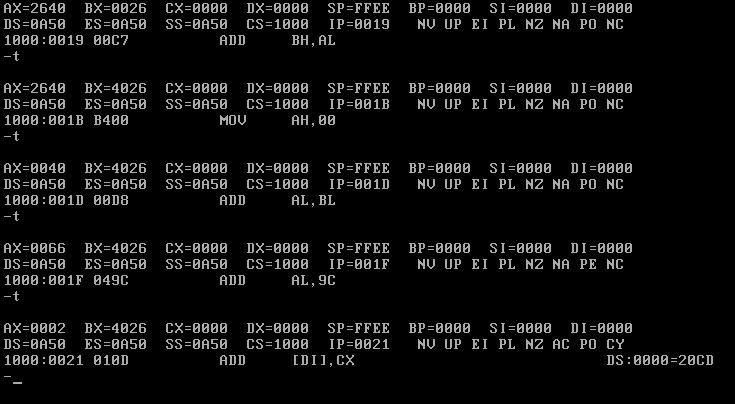 AX=2640  BX=0026  CX=0000  DX=0000  SP=FFEE  BP=0000  SI=0000  DI=0000
DS=0A50  ES=0A50  SS=0A50  CS=1000  IP=0019   NV UP EI PL NZ NA PO NC
1000:0019 00C7          ADD     BH,AL
-t
AX=2640  BX=4026  CX=0000  DX=0000  SP=FFEE  BP=0000  SI=0000  DI=0000
DS=0A50  ES=0A50  SS=0A50  CS=1000  IP=001B   NV UP EI PL NZ NA PO NC
1000:001B B400          MOV     AH,00
-t
AX=0040  BX=4026  CX=0000  DX=0000  SP=FFEE  BP=0000  SI=0000  DI=0000
DS=0A50  ES=0A50  SS=0A50  CS=1000  IP=001D   NV UP EI PL NZ NA PO NC
1000:001D 00D8          ADD     AL,BL
-t
AX=0066  BX=4026  CX=0000  DX=0000  SP=FFEE  BP=0000  SI=0000  DI=0000
DS=0A50  ES=0A50  SS=0A50  CS=1000  IP=001F   NV UP EI PL NZ NA PE NC
1000:001F 049C          ADD     AL,9C
-t
AX=0002  BX=4026  CX=0000  DX=0000  SP=FFEE  BP=0000  SI=0000  DI=0000
DS=0A50  ES=0A50  SS=0A50  CS=1000  IP=0021   NV UP EI PL NZ AC PO CY
1000:0021 010D          ADD     [DI],CX                            DS:0000=20CD
-_